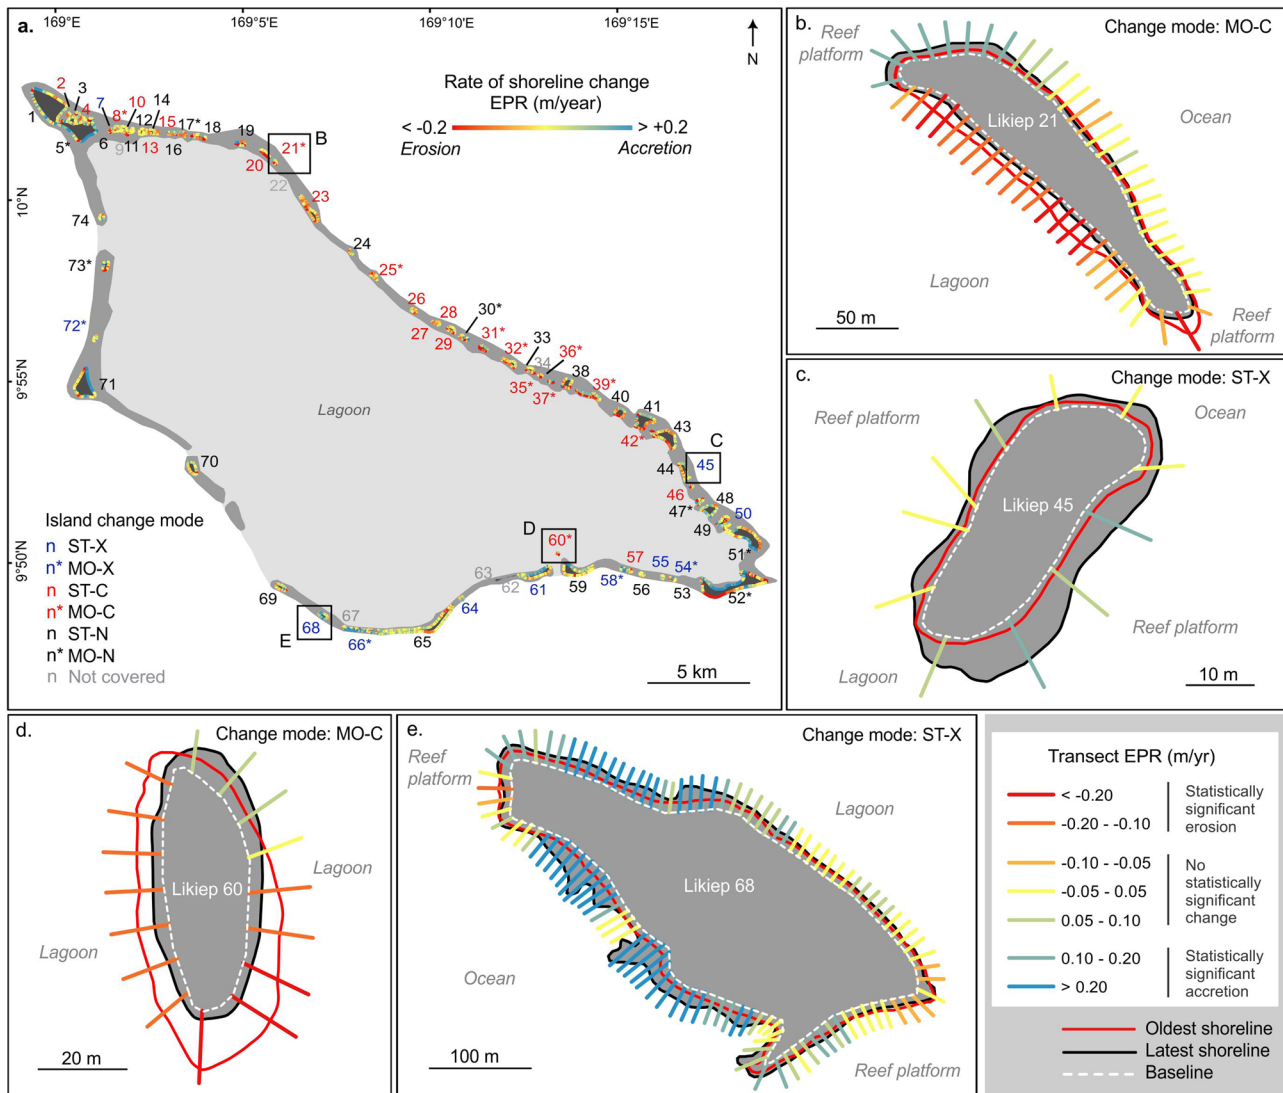 a.
169°E
169°5'E
169°10'E
169°15'E
10°N
9°55'N
9°50'N
N
Rate of shoreline change
EPR (m/year)
< -0.2
> +0.2
Erosion
Accretion
1
2
3
4
5*
6
7
8*
9
10
11
12
13
14
15
16
17*
18
19
20
21*
B
22
23
24
25*
26
27
28
29
30*
31*
32*
33
34
35*
36*
37*
38
39*
40
41
42*
43
44
C
45
46
47*
48
49
50
51*
52*
53
54*
55
56
57
58*
59
D
60*
61
62
63
64
65
66*
67
E
68
69
70
71
72*
73*
74
Lagoon
Island change mode
n ST-X
n* MO-X
n ST-C
n* MO-C
n ST-N
n* MO-N
n Not covered
5 km
b.
Change mode: MO-C
Reef
platform
Ocean
Likiep 21
Lagoon
Reef
platform
50 m
c.
Change mode: ST-X
Reef platform
Ocean
Likiep 45
Reef platform
Lagoon
10 m
d.
Change mode: MO-C
Lagoon
Likiep 60
Lagoon
20 m
e.
Change mode: ST-X
Reef
platform
Lagoon
Likiep 68
Ocean
Reef platform
100 m
Transect EPR (m/yr)
< -0.20
-0.20 - -0.10
Statistically
significant
erosion
-0.10 - -0.05
-0.05 - 0.05
0.05 - 0.10
No
statistically
significant
change
0.10 - 0.20
> 0.20
Statistically
significant
accretion
Oldest shoreline
Latest shoreline
Baseline